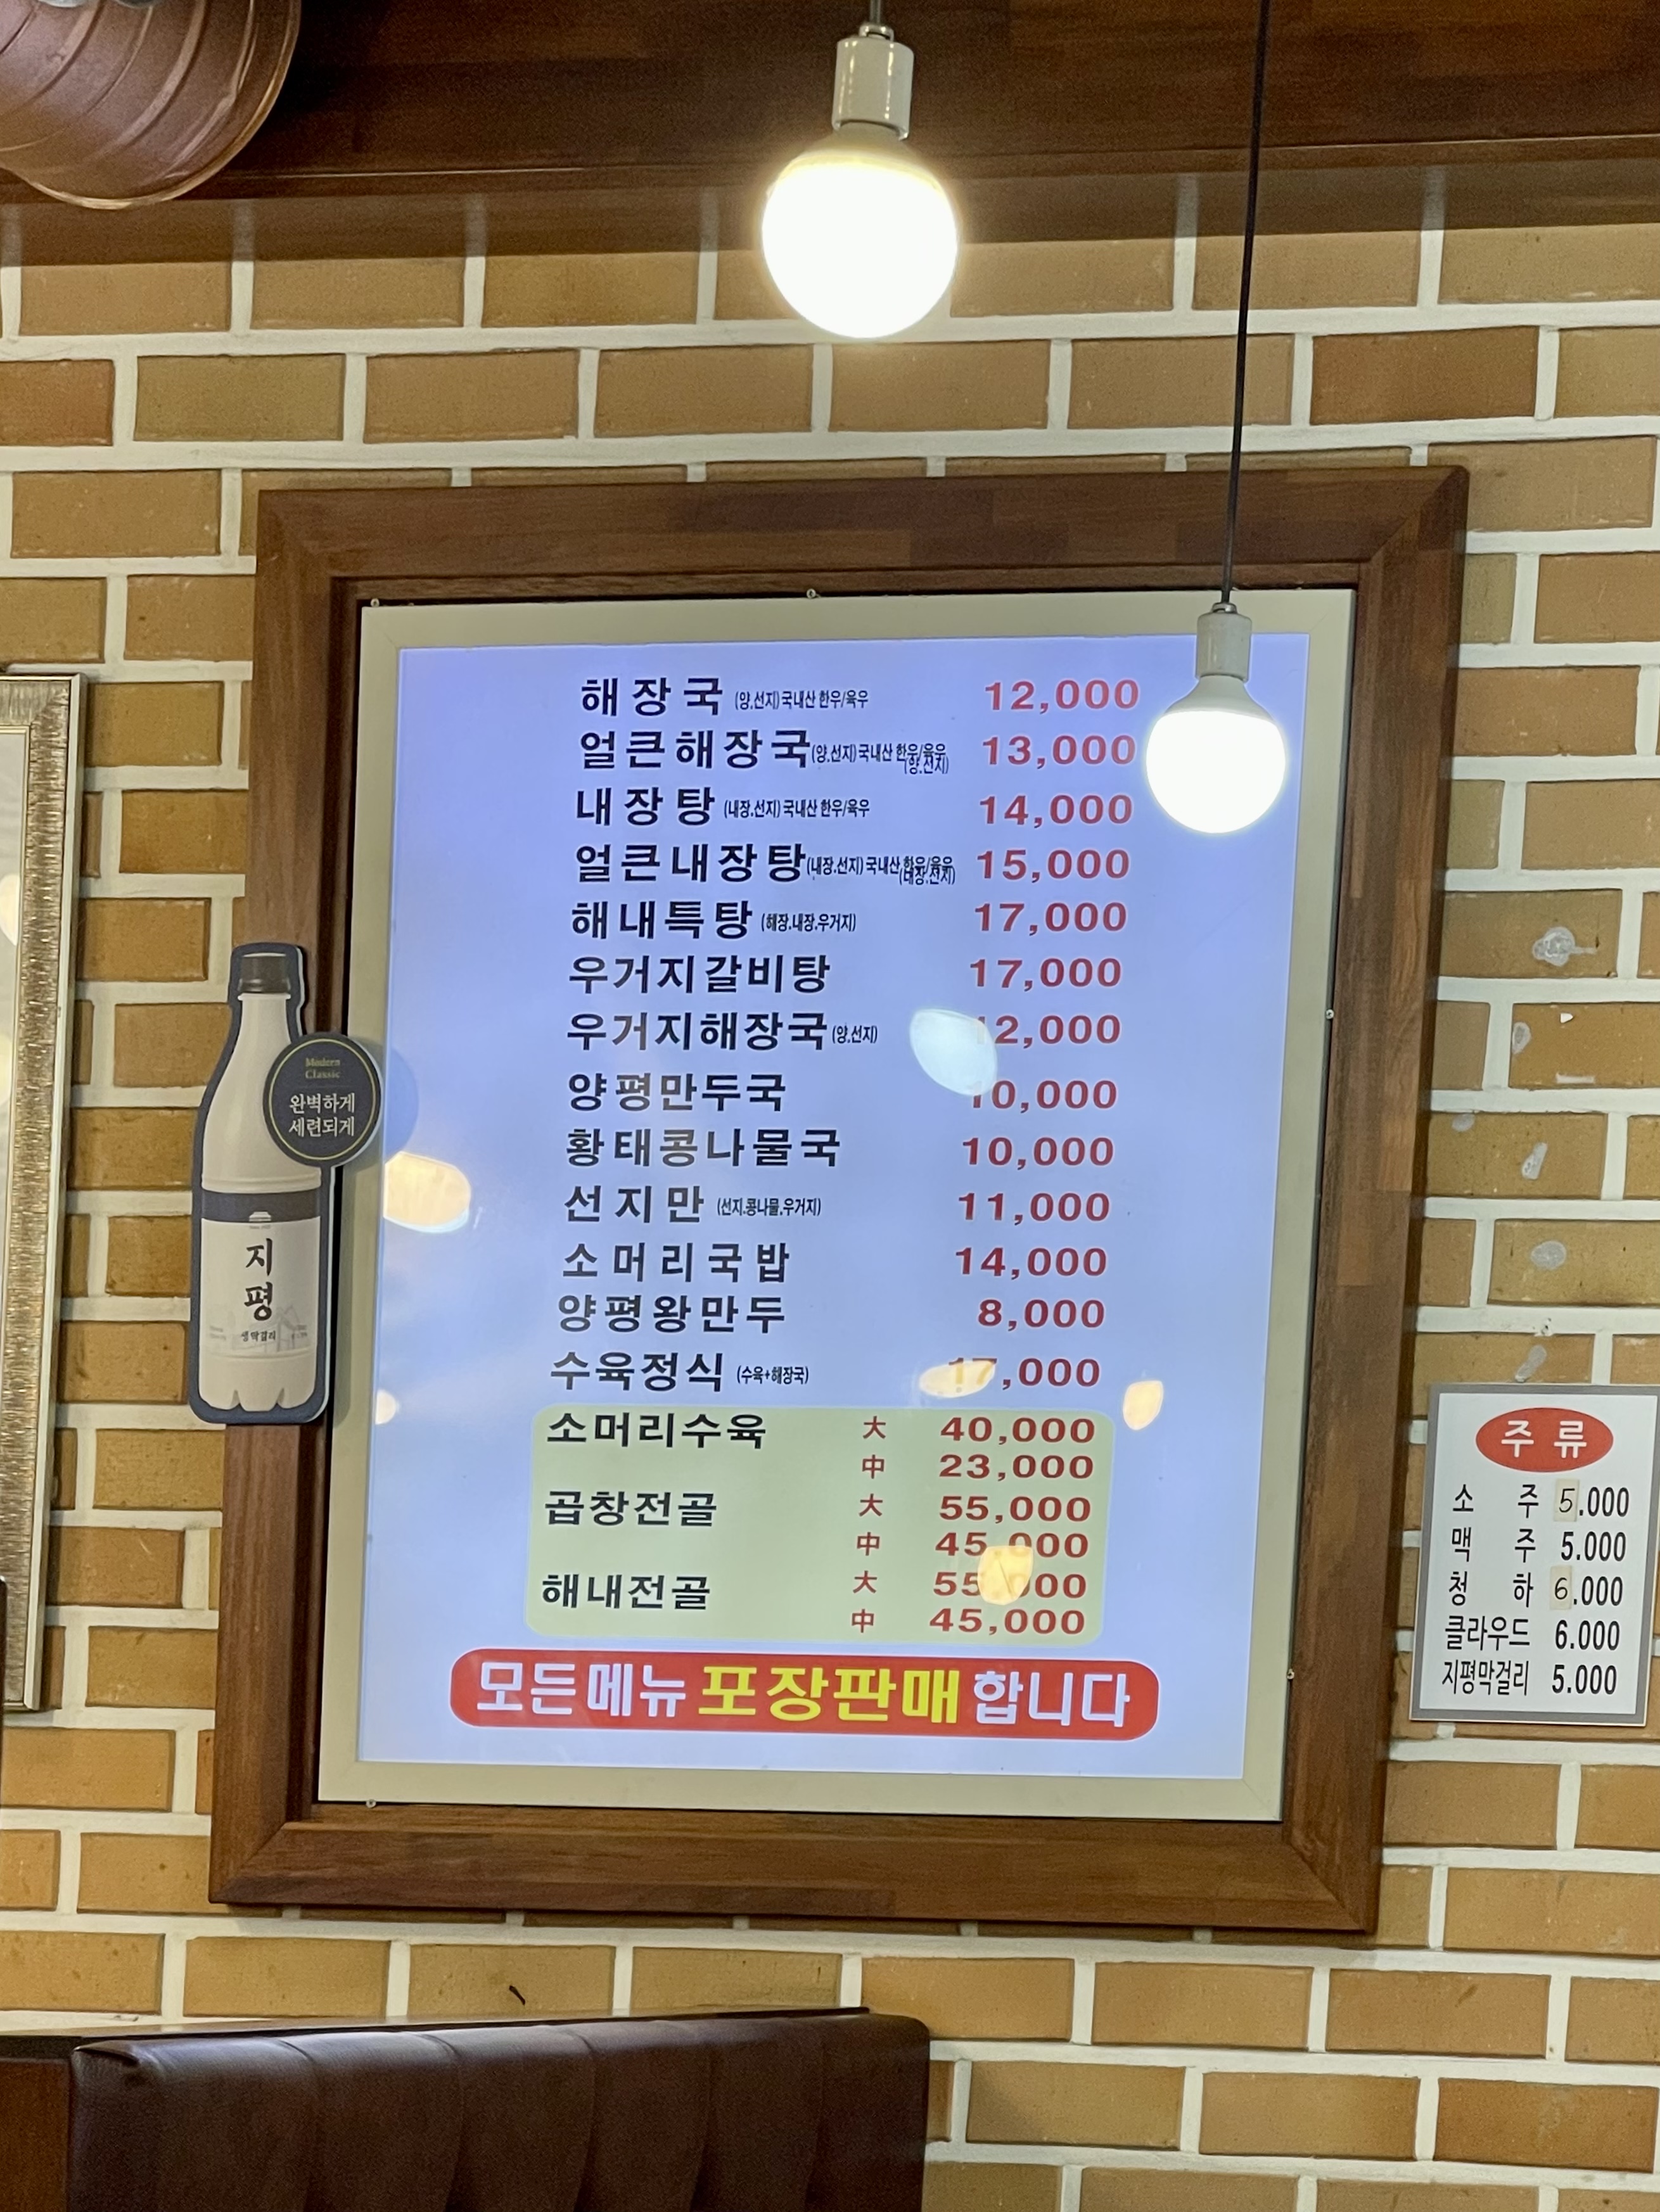 해장국 (양.선지)국내산 한우/육우 12,000
얼큰해장국 (양.선지)국내산 한우/육우 (양.선지) 13,000
내장탕 (내장.선지)국내산 한우/육우 14,000
얼큰내장탕 (내장.선지)국내산 한우/육우 (내장.선지) 15,000
해내특탕 (해장.내장.우거지) 17,000
우거지갈비탕 17,000
우거지해장국 (양.선지) 12,000
양평만두국 10,000
황태콩나물국 10,000
선지만 (선지.콩나물.우거지) 11,000
소머리국밥 14,000
양평왕만두 8,000
수육정식 (수육+해장국) 17,000
소머리수육 大 40,000
中 23,000
곱창전골 大 55,000
中 45,000
해내전골 大 55,000
中 45,000
모든메뉴 포장판매 합니다
Modern
Classic
완벽하게
세련되게
지
평
생막걸리
주류
소주 5.000
맥주 5.000
청하 6.000
클라우드 6.000
지평막걸리 5.000